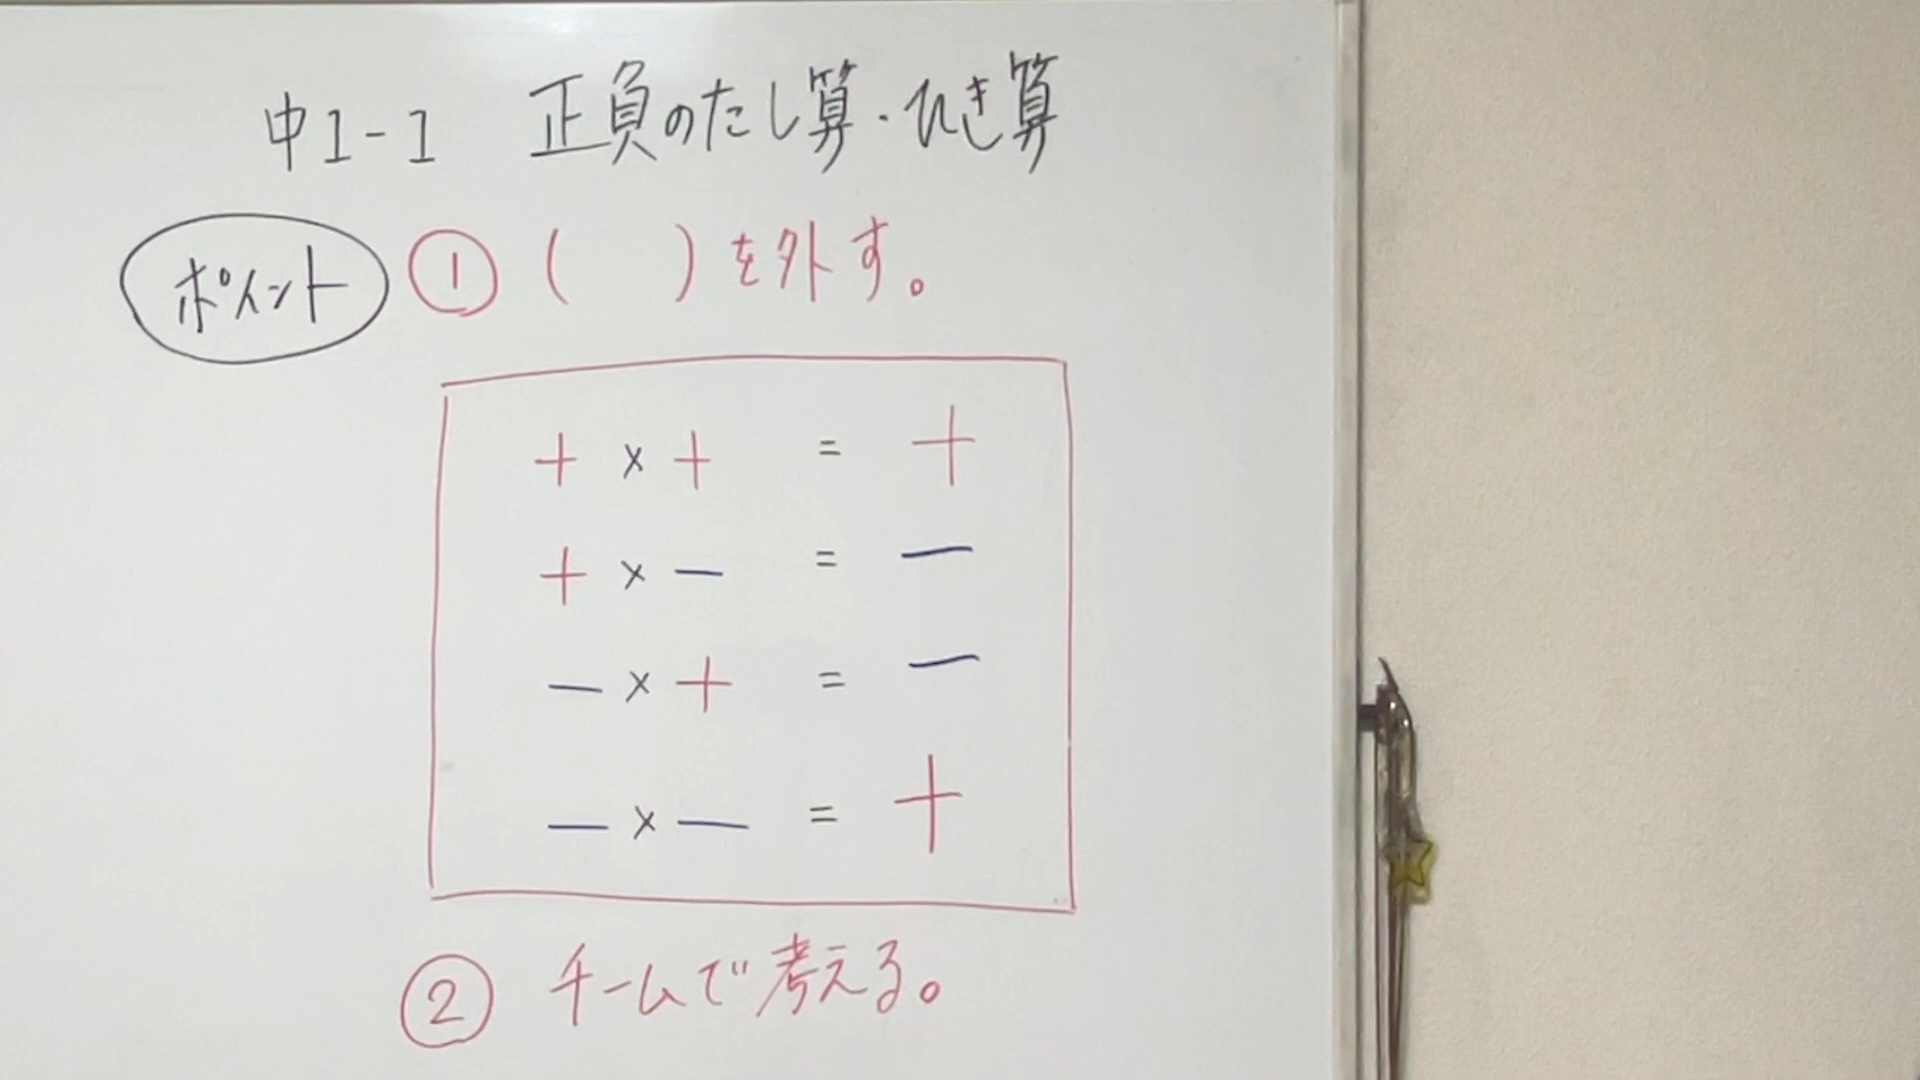 中1-1 正負のたし算・ひき算
ポイント ① ( )を外す。
+ × + = +
+ × − = −
− × + = −
− × − = +
② チームで考える。